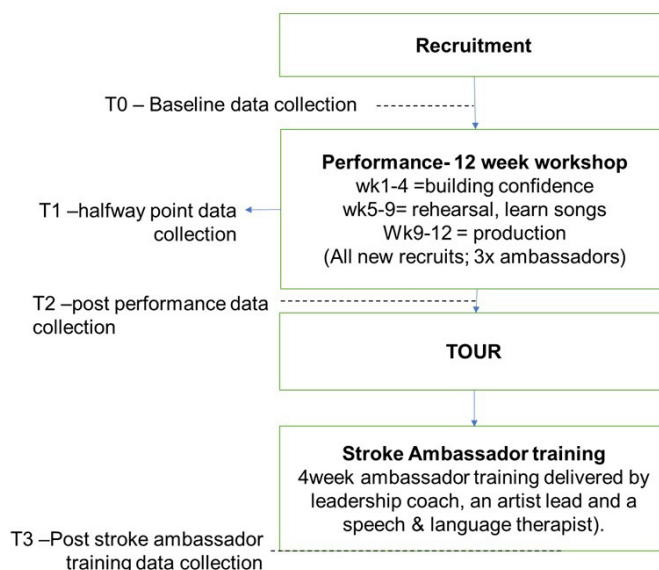 Recruitment
T0 – Baseline data collection
Performance- 12 week workshop
wk1-4 =building confidence
wk5-9= rehearsal, learn songs
Wk9-12 = production
(All new recruits; 3x ambassadors)
T1 –halfway point data
collection
T2 –post performance data
collection
TOUR
Stroke Ambassador training
4week ambassador training delivered by
leadership coach, an artist lead and a
speech & language therapist).
T3 –Post stroke ambassador
training data collection